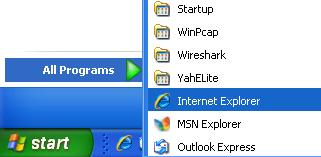 Startup
WinPcap
Wireshark
YahELite
All Programs
Internet Explorer
MSN Explorer
start
Outlook Express